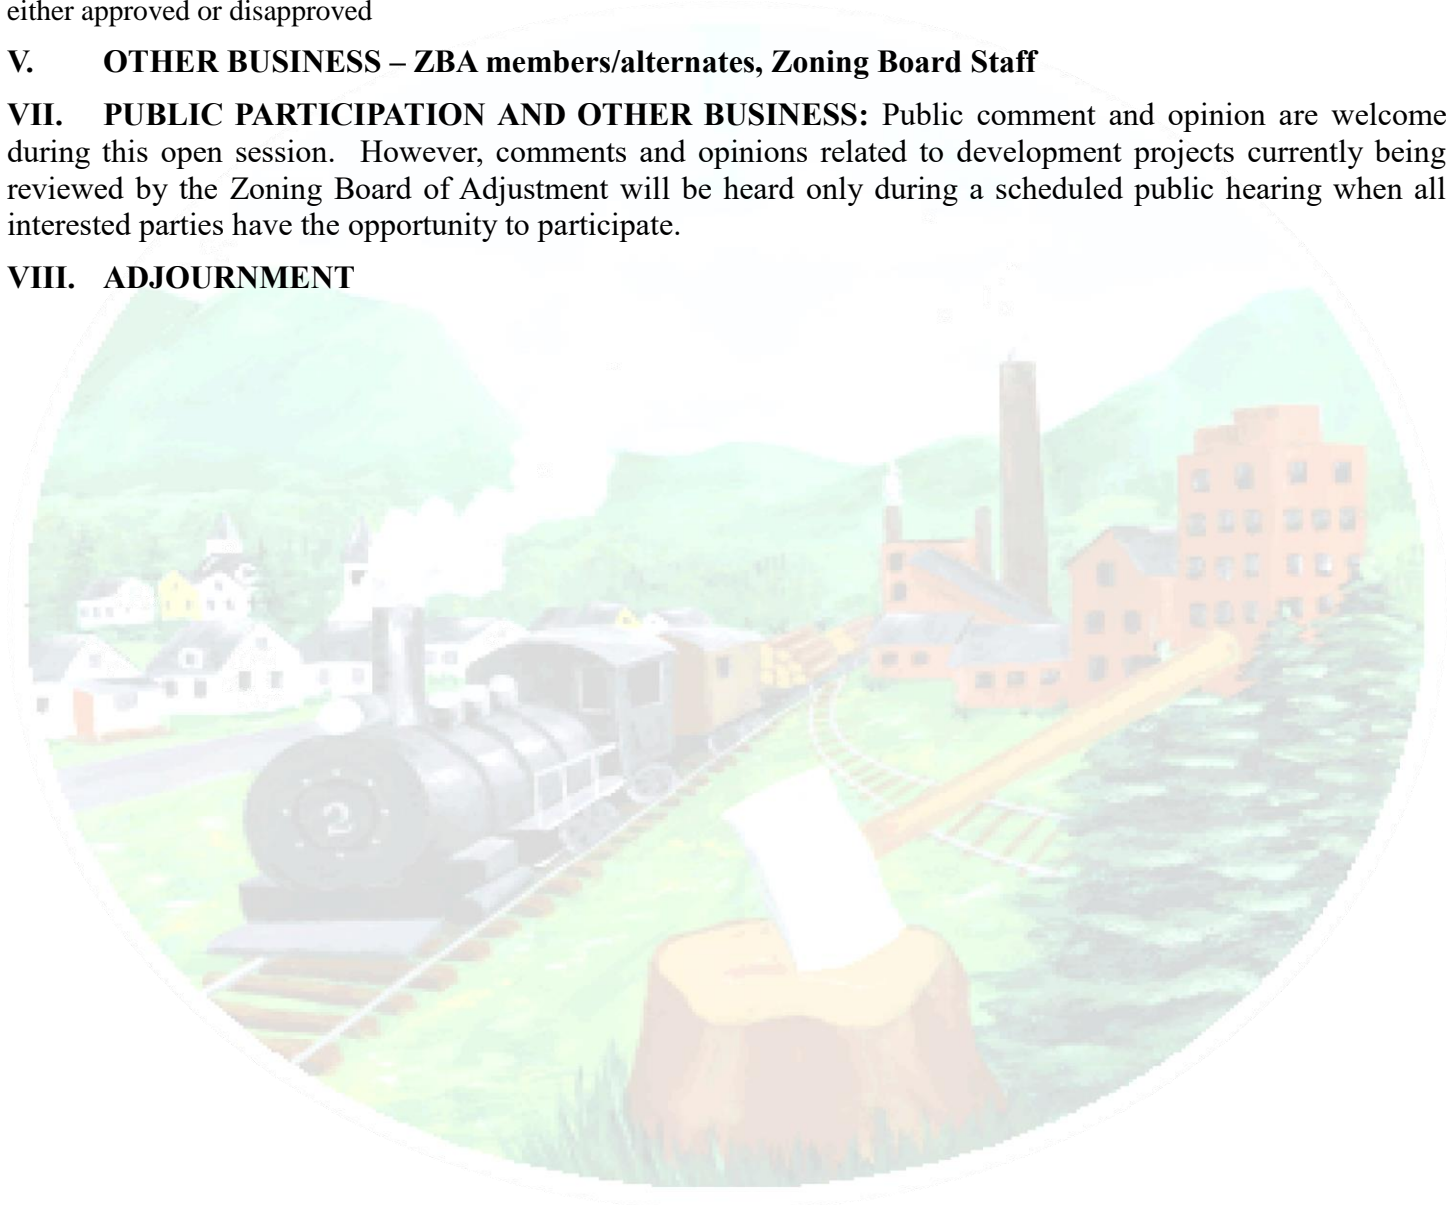 either approved or disapproved
V. OTHER BUSINESS – ZBA members/alternates, Zoning Board Staff
VII. PUBLIC PARTICIPATION AND OTHER BUSINESS: Public comment and opinion are welcome
during this open session. However, comments and opinions related to development projects currently being
reviewed by the Zoning Board of Adjustment will be heard only during a scheduled public hearing when all
interested parties have the opportunity to participate.
VIII. ADJOURNMENT
2